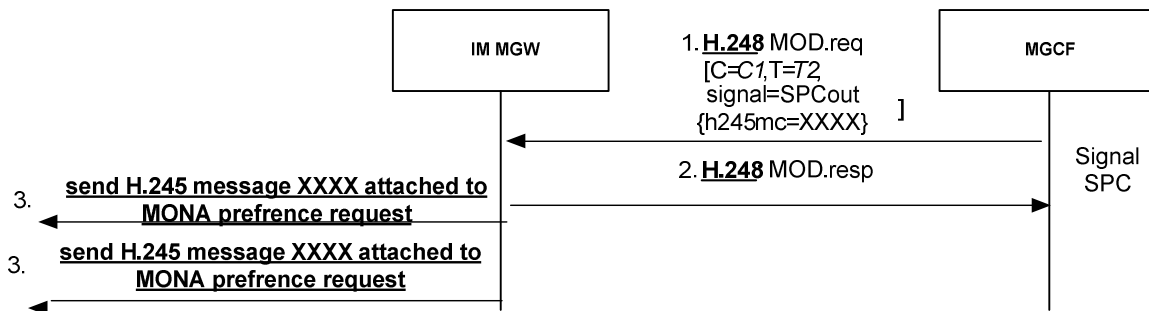 IM MGW
MGCF
1. H.248 MOD.req
[C=C1,T=T2,
signal=SPCout
{h245mc=XXXX}
]
2. H.248 MOD.resp
Signal
SPC
3. send H.245 message XXXX attached to
MONA prefrence request
3. send H.245 message XXXX attached to
MONA prefrence request